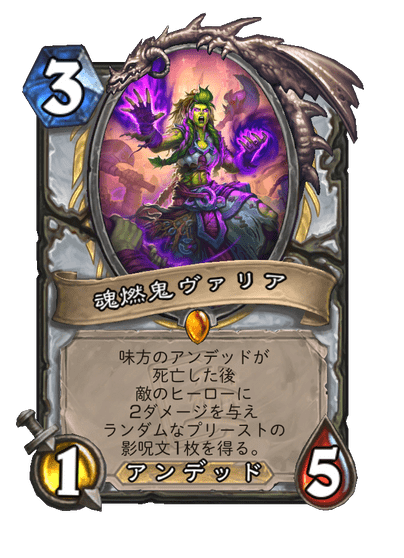 3
魂燃鬼ヴァリア
味方のアンデッドが
死亡した後
敵のヒーローに
2ダメージを与え
ランダムなプリーストの
影呪文1枚を得る。
アンデッド
1
5